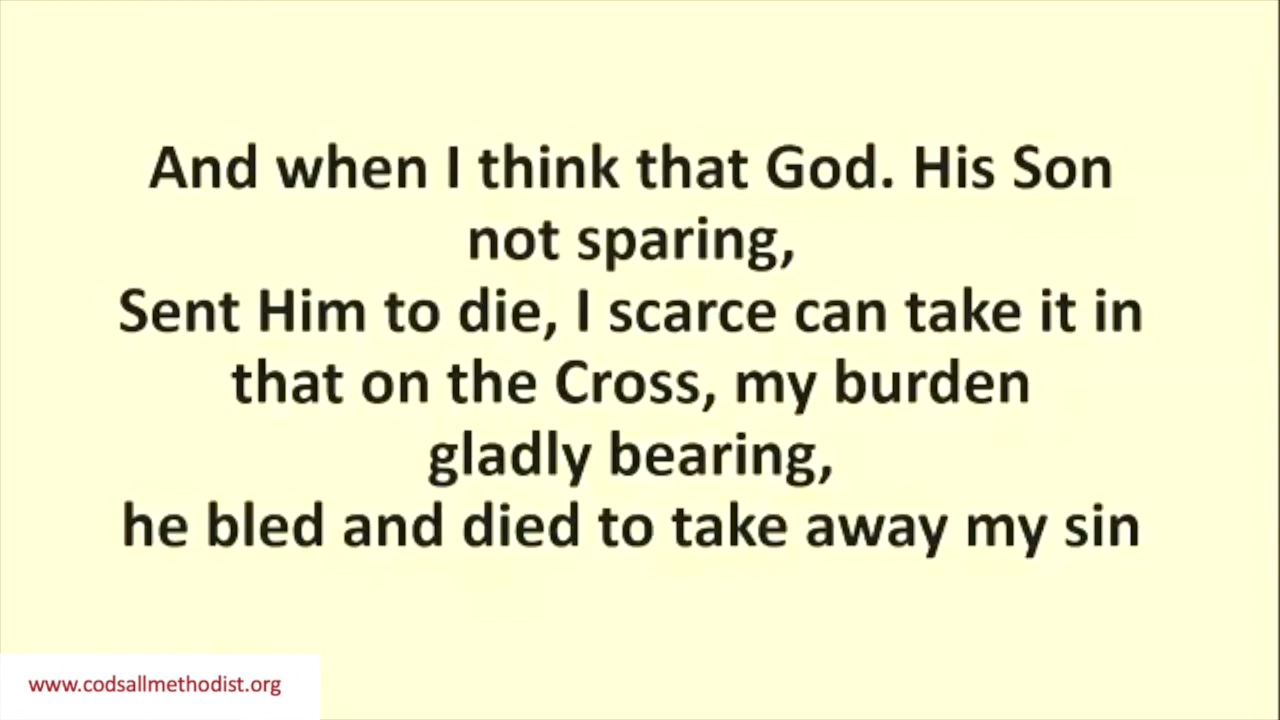 And when I think that God. His Son
not sparing,
Sent Him to die, I scarce can take it in
that on the Cross, my burden
gladly bearing,
he bled and died to take away my sin
www.codsallmethodist.org